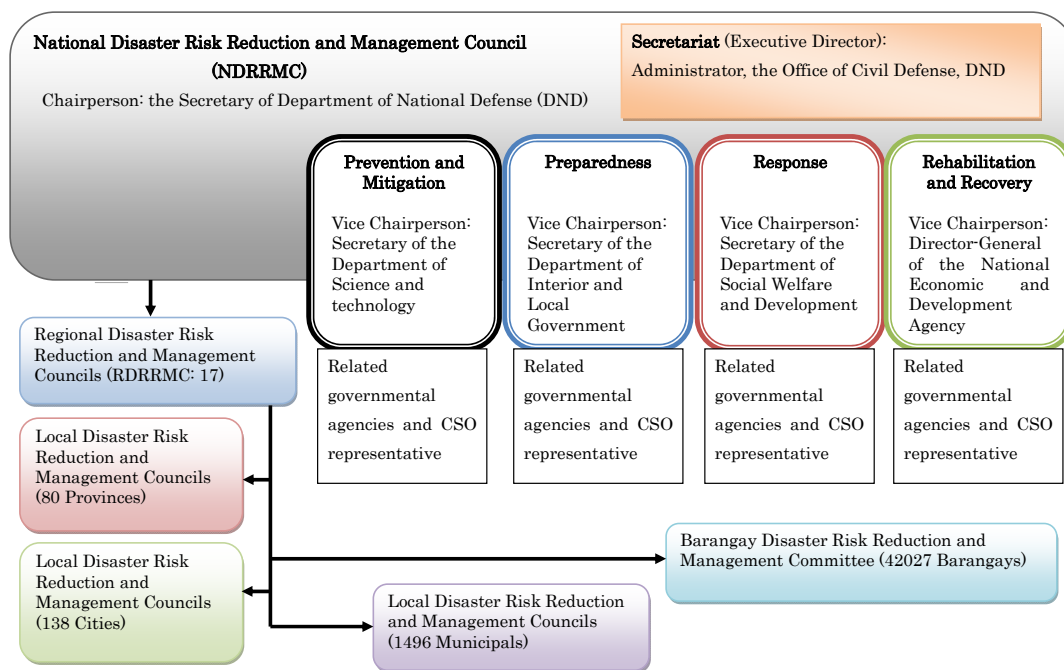 National Disaster Risk Reduction and Management Council
(NDRRMC)
Chairperson: the Secretary of Department of National Defense (DND)
Secretariat (Executive Director):
Administrator, the Office of Civil Defense, DND
Prevention and
Mitigation
Vice Chairperson:
Secretary of the
Department of
Science and
technology
Preparedness
Vice Chairperson:
Secretary of the
Department of
Interior and
Local
Government
Response
Vice Chairperson:
Secretary of the
Department of
Social Welfare
and Development
Rehabilitation
and Recovery
Vice Chairperson:
Director-General
of the National
Economic and
Development
Agency
Related
governmental
agencies and CSO
representative
Related
governmental
agencies and CSO
representative
Related
governmental
agencies and CSO
representative
Related
governmental
agencies and CSO
representative
Regional Disaster Risk
Reduction and Management
Councils (RDRRMC: 17)
Local Disaster Risk
Reduction and
Management Councils
(80 Provinces)
Local Disaster Risk
Reduction and
Management Councils
(138 Cities)
Local Disaster Risk Reduction
and Management Councils
(1496 Municipals)
Barangay Disaster Risk Reduction and
Management Committee (42027 Barangays)